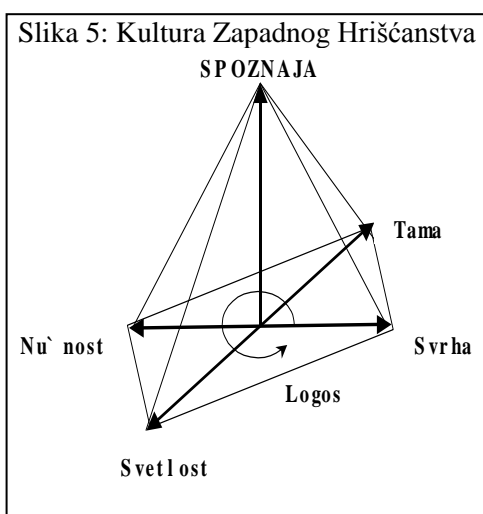 Slika 5: Kultura Zapadnog Hrišćanstva
SPOZNAJA
Tama
Nu` nost
Svrha
Logos
Svetlost